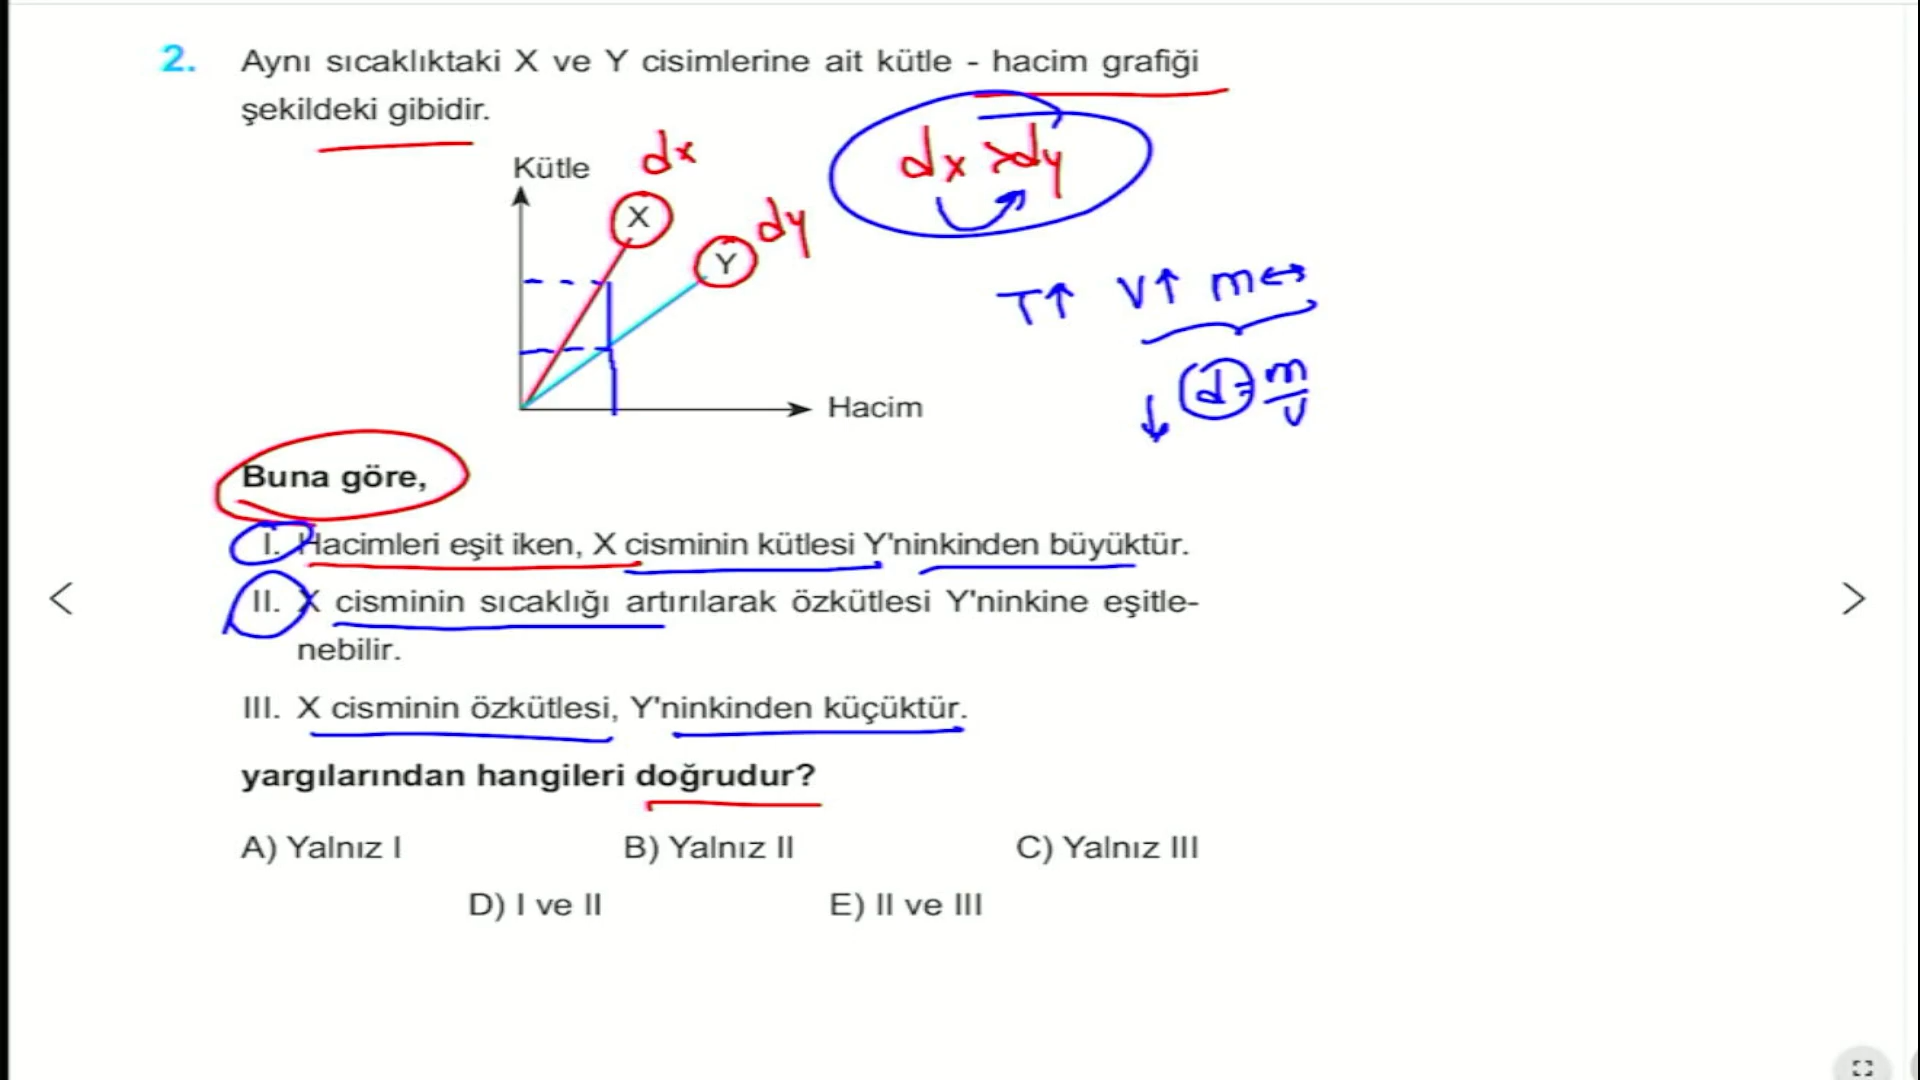 2. Aynı sıcaklıktaki X ve Y cisimlerine ait kütle - hacim grafiği
şekildeki gibidir.
Kütle
dx
dx > dy
X
dy
Y
T↑ V↑ m↔
↓ d = m/v
Hacim
Buna göre,
I. Hacimleri eşit iken, X cisminin kütlesi Y'ninkinden büyüktür.
II. X cisminin sıcaklığı artırılarak özkütlesi Y'ninkine eşitle-
nebilir.
III. X cisminin özkütlesi, Y'ninkinden küçüktür.
yargılarından hangileri doğrudur?
A) Yalnız I B) Yalnız II C) Yalnız III
D) I ve II E) II ve III